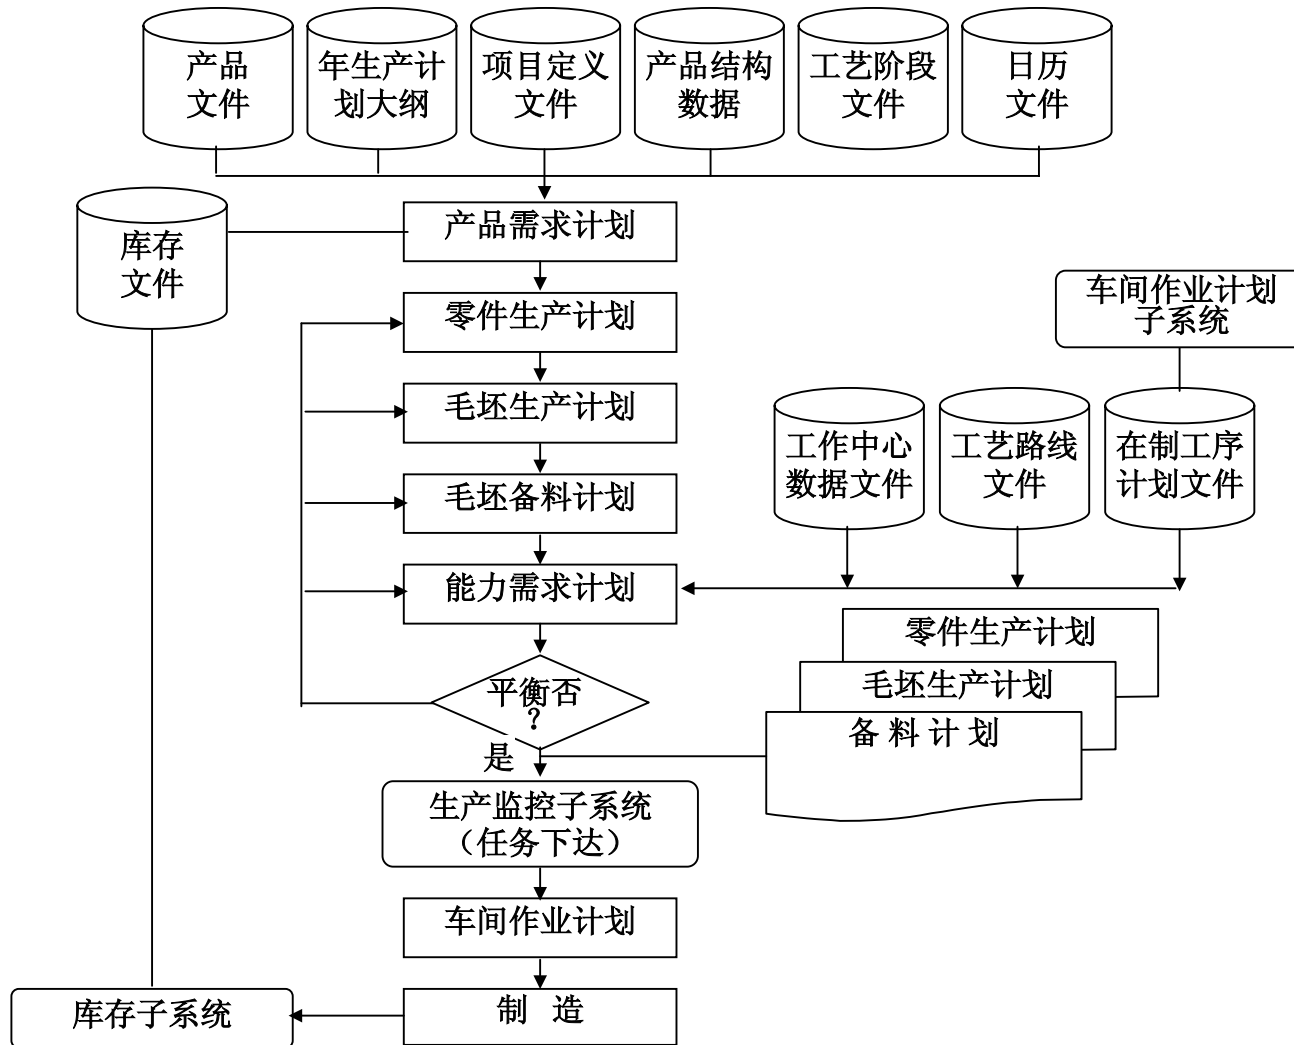 产品
文件
年生产计
划大纲
项目定义
文件
产品结构
数据
工艺阶段
文件
日历
文件
库存
文件
产品需求计划
零件生产计划
车间作业计划
子系统
毛坯生产计划
工作中心
数据文件
工艺路线
文件
在制工序
计划文件
毛坯备料计划
能力需求计划
零件生产计划
毛坯生产计划
备料计划
平衡否
?
是
生产监控子系统
（任务下达）
车间作业计划
制 造
库存子系统